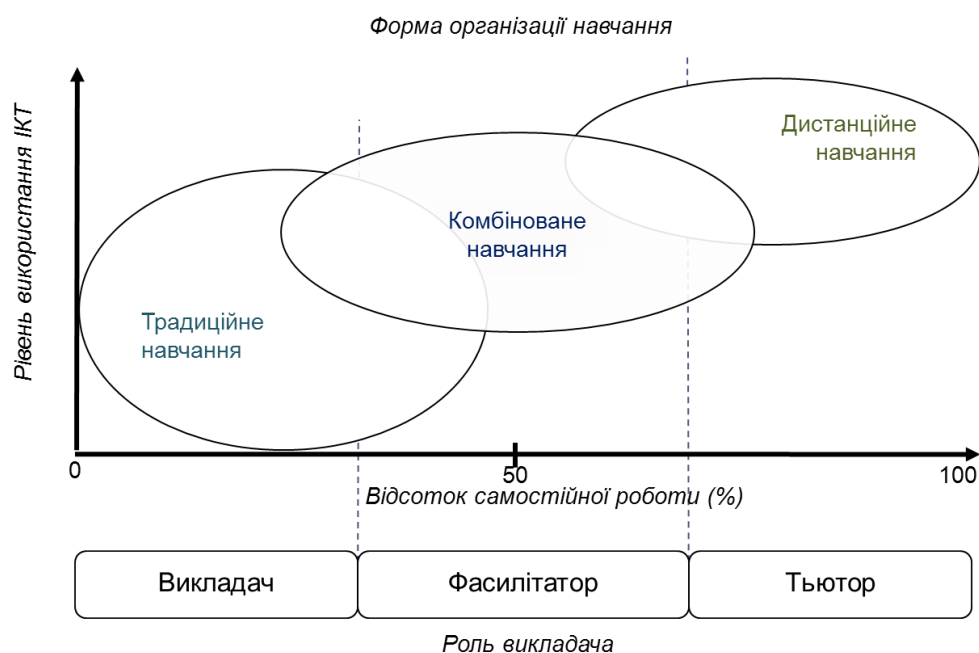 Форма організації навчання
Рівень використання ІКТ
Дистанційне
навчання
Комбіноване
навчання
Традиційне
навчання
0
50
100
Відсоток самостійної роботи (%)
Викладач
Фасилітатор
Тьютор
Роль викладача